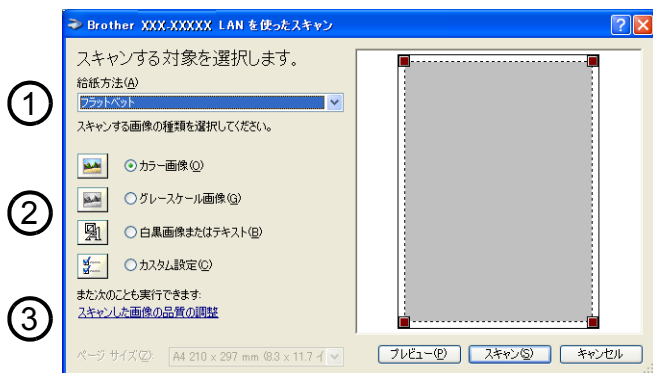 Brother XXX-XXXXX LAN を使ったスキャン
スキャンする対象を選択します。
給紙方法(A)
①
フラットベット
スキャンする画像の種類を選択してください。
カラー画像(O)
②
グレースケール画像(G)
白黒画像またはテキスト(B)
カスタム設定(C)
また次のことも実行できます:
③
スキャンした画像の品質の調整
ページ サイズ(Z): A4 210 x 297 mm (8.3 x 11.7 イ
プレビュー(P) スキャン(S) キャンセル